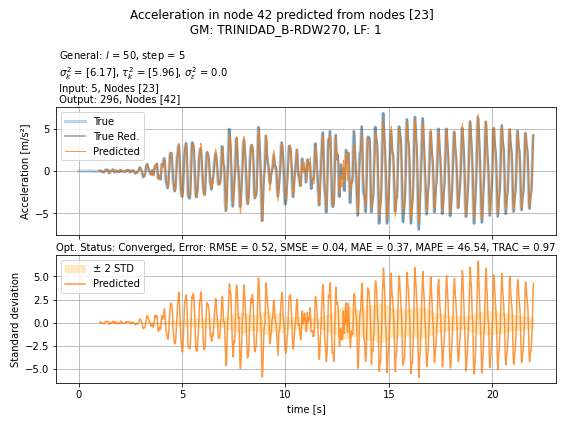 Acceleration in node 42 predicted from nodes [23]
GM: TRINIDAD_B-RDW270, LF: 1
General: l = 50, step = 5
σ²ₖ = [6.17], τ²ₖ = [5.96], σ²ε = 0.0
Input: 5, Nodes [23]
Output: 296, Nodes [42]
True
True Red.
Predicted
Acceleration [m/s²]
5
0
−5
Opt. Status: Converged, Error: RMSE = 0.52, SMSE = 0.04, MAE = 0.37, MAPE = 46.54, TRAC = 0.97
± 2 STD
Predicted
Standard deviation
5.0
2.5
0.0
−2.5
−5.0
0 5 10 15 20
time [s]